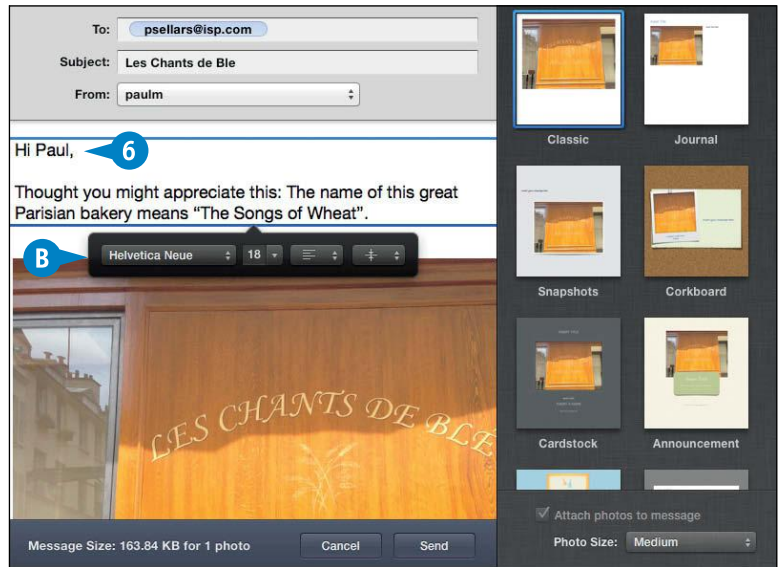 To: psellars@isp.com
Subject: Les Chants de Ble
From: paulm
Hi Paul,
6
Thought you might appreciate this: The name of this great
Parisian bakery means “The Songs of Wheat”.
B
Helvetica Neue 18
LES CHANTS DE BLÉ
Message Size: 163.84 KB for 1 photo Cancel Send
Classic Journal
Snapshots Corkboard
Cardstock Announcement
Attach photos to message
Photo Size: Medium